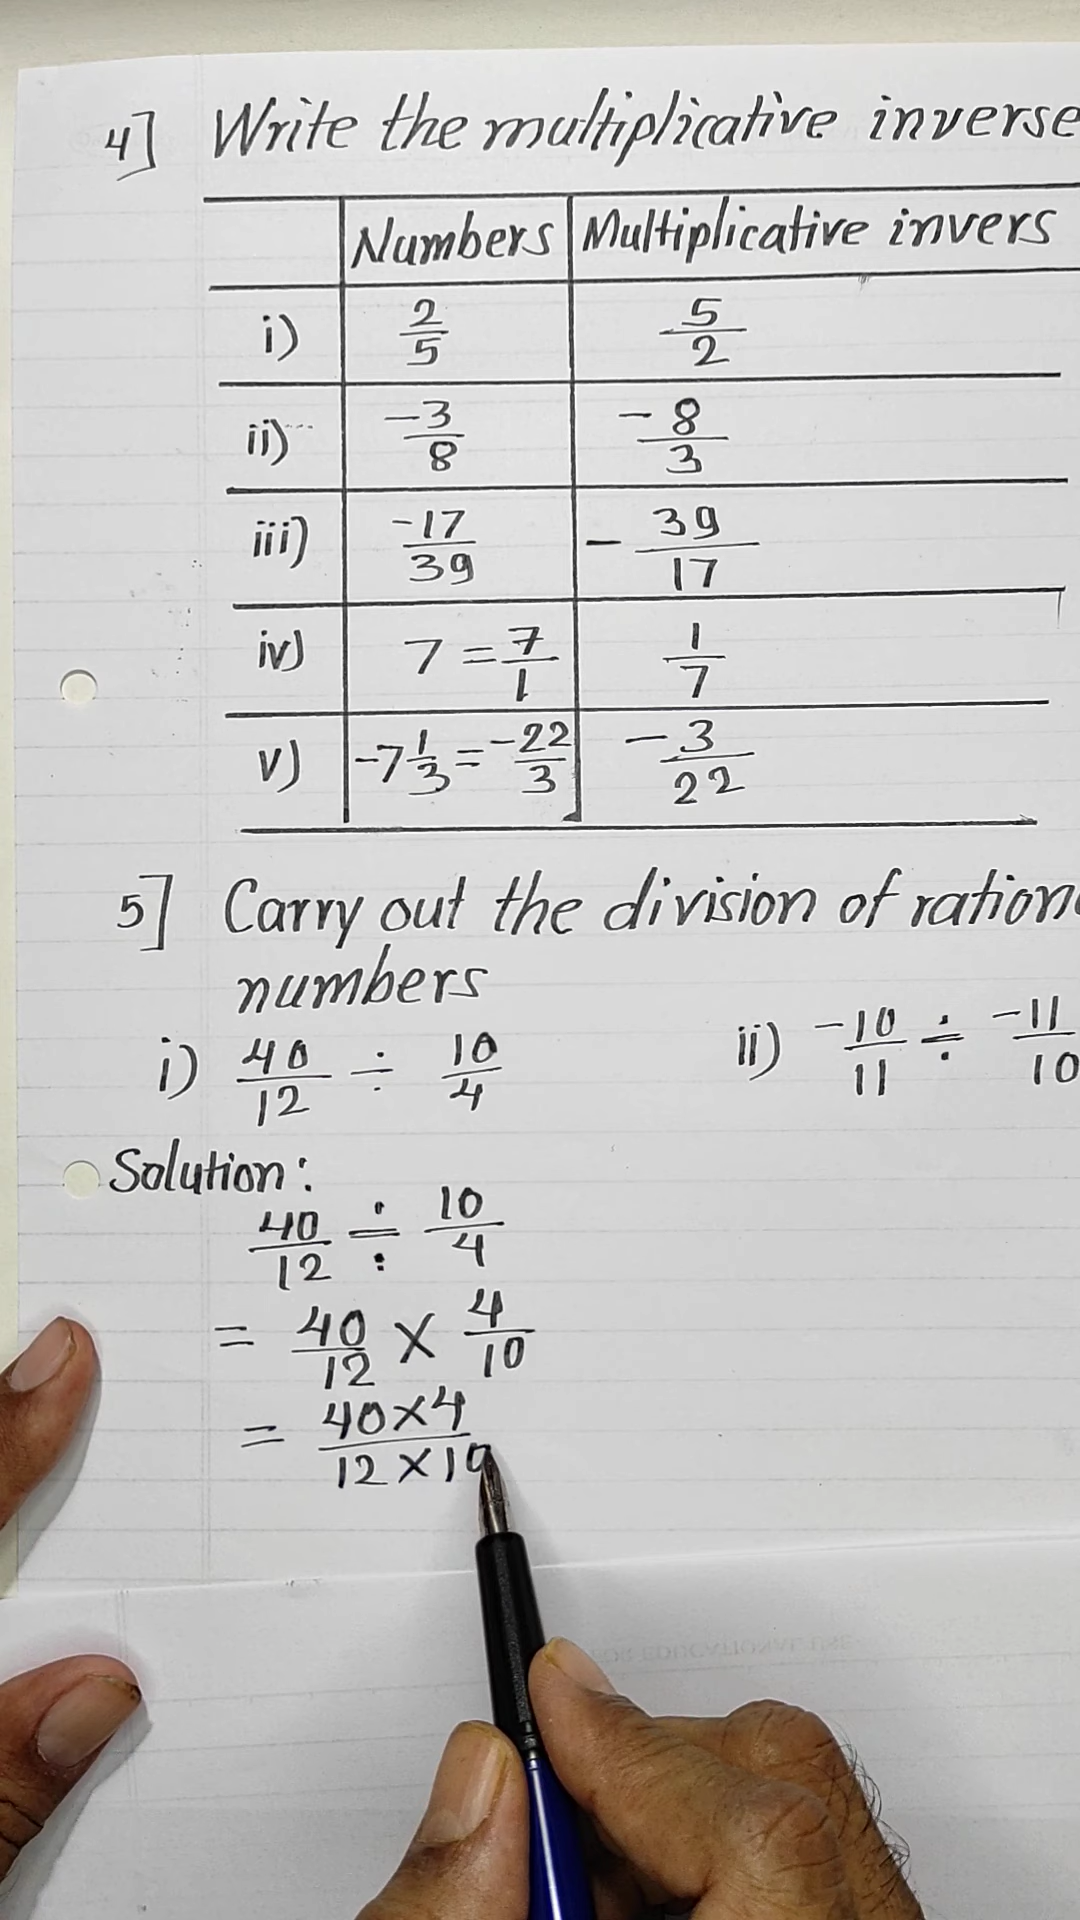 4] Write the multiplicative inverse
Numbers Multiplicative invers
i) 2/5 5/2
ii) -3/8 -8/3
iii) -17/39 -39/17
iv) 7 = 7/1 1/7
v) -7 1/3 = -22/3 -3/22
5] Carry out the division of ration
numbers
i) 40/12 ÷ 10/4 ii) -10/11 ÷ -11/10
Solution:
40/12 ÷ 10/4
= 40/12 × 4/10
= 40×4/12×10
FOR EDUCATIONAL USE